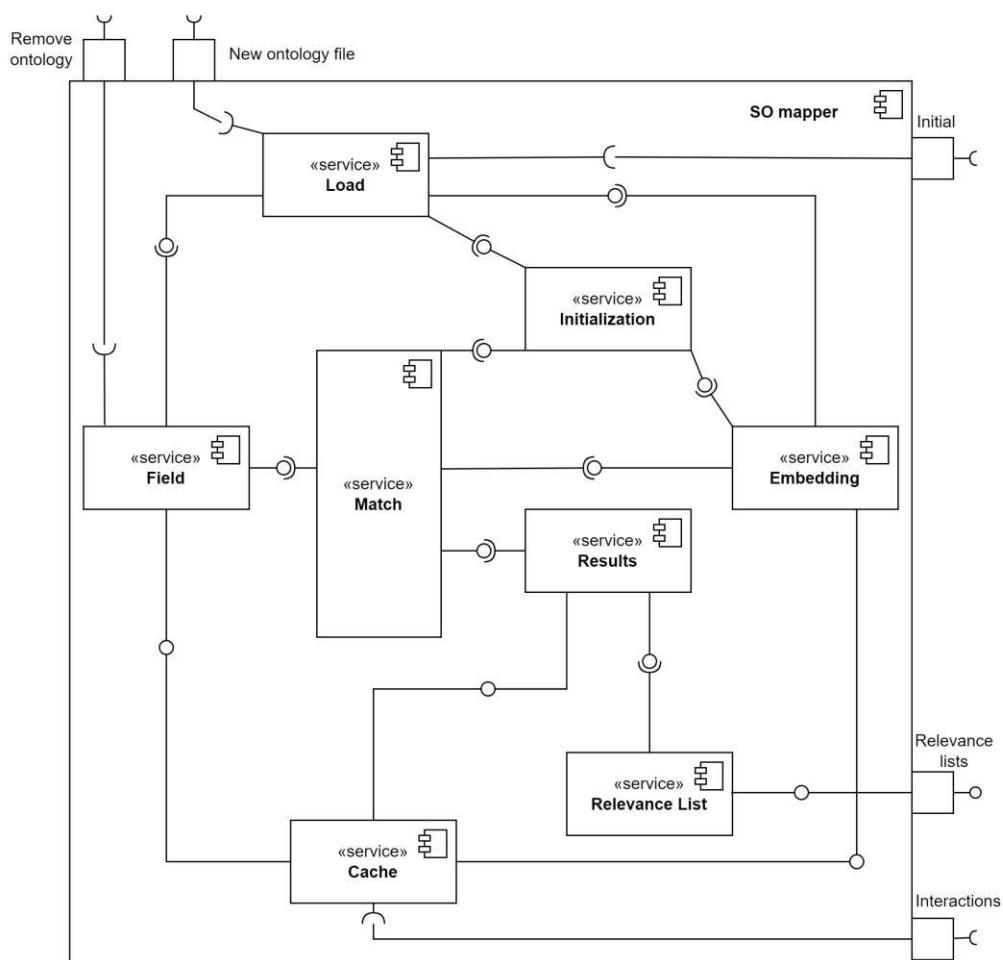 Remove
ontology
New ontology file
SO mapper
Initial
«service»
Load
«service»
Initialization
«service»
Field
«service»
Match
«service»
Embedding
«service»
Results
Relevance
lists
«service»
Relevance List
«service»
Cache
Interactions